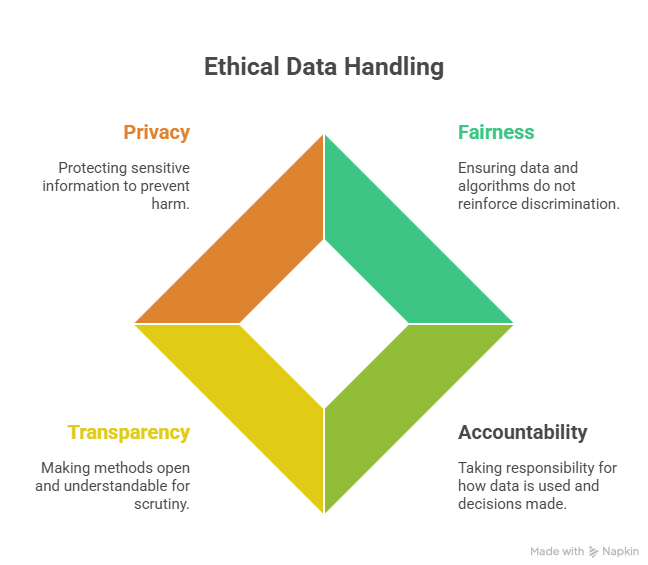 Ethical Data Handling
Privacy
Protecting sensitive
information to prevent
harm.
Fairness
Ensuring data and
algorithms do not
reinforce discrimination.
Transparency
Making methods open
and understandable for
scrutiny.
Accountability
Taking responsibility for
how data is used and
decisions made.
Made with Napkin